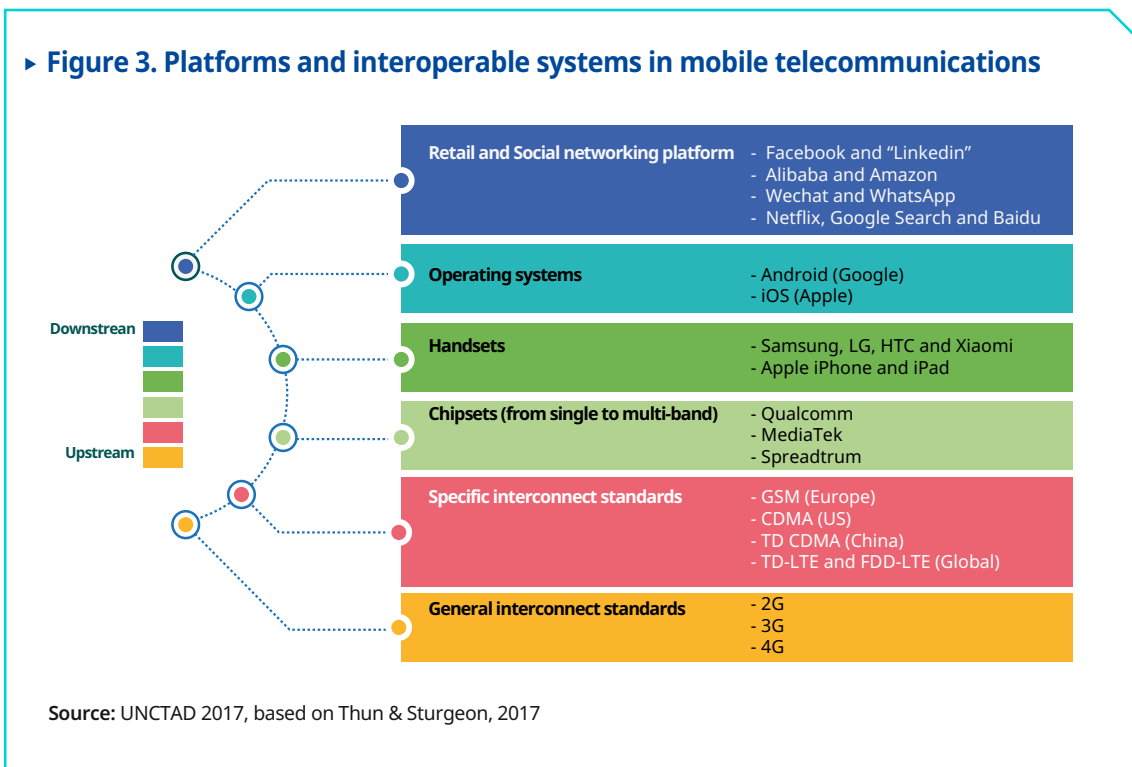 Figure 3. Platforms and interoperable systems in mobile telecommunications
Retail and Social networking platform
- Facebook and “Linkedin”
- Alibaba and Amazon
- Wechat and WhatsApp
- Netflix, Google Search and Baidu
Operating systems
- Android (Google)
- iOS (Apple)
Downstrean
Handsets
- Samsung, LG, HTC and Xiaomi
- Apple iPhone and iPad
Chipsets (from single to multi-band)
- Qualcomm
- MediaTek
- Spreadtrum
Upstream
Specific interconnect standards
- GSM (Europe)
- CDMA (US)
- TD CDMA (China)
- TD-LTE and FDD-LTE (Global)
General interconnect standards
- 2G
- 3G
- 4G
Source: UNCTAD 2017, based on Thun & Sturgeon, 2017